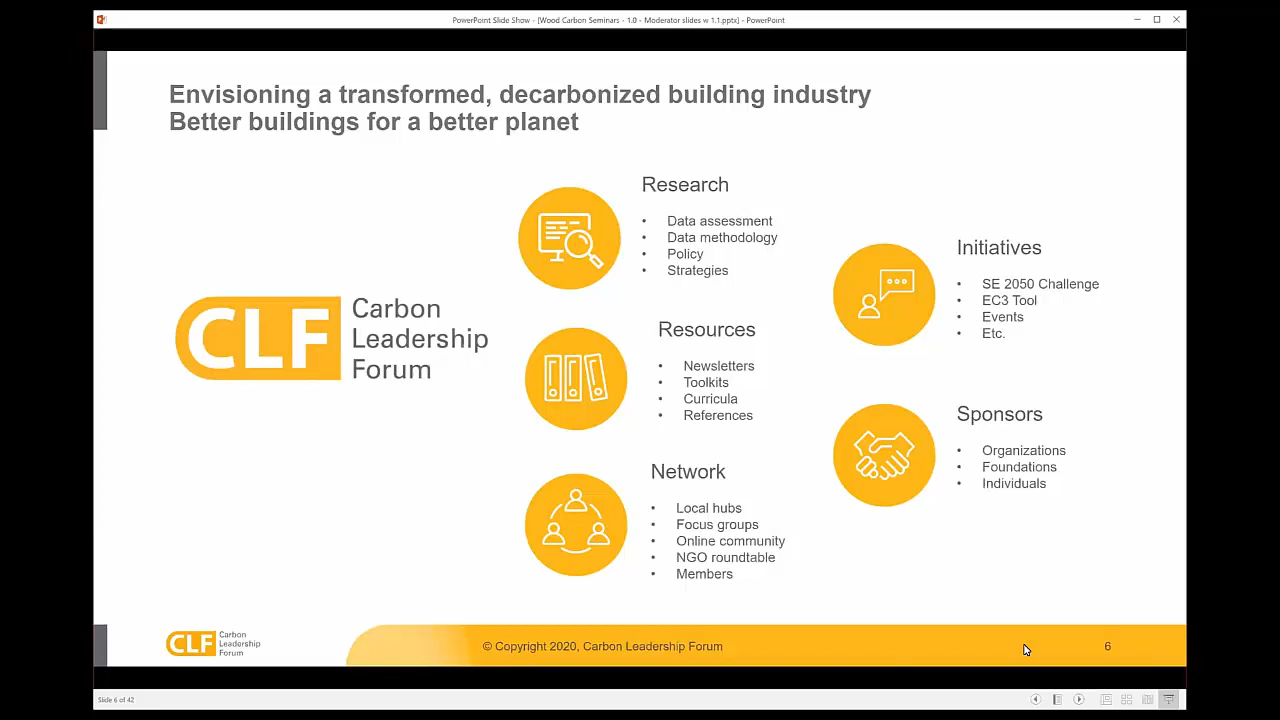 PowerPoint Slide Show - [Wood Carbon Seminars - 1.0 - Moderator slides w 1.1.pptx] - PowerPoint
Envisioning a transformed, decarbonized building industry
Better buildings for a better planet
CLF
Carbon
Leadership
Forum
Research
• Data assessment
• Data methodology
• Policy
• Strategies
Resources
• Newsletters
• Toolkits
• Curricula
• References
Network
• Local hubs
• Focus groups
• Online community
• NGO roundtable
• Members
Initiatives
• SE 2050 Challenge
• EC3 Tool
• Events
• Etc.
Sponsors
• Organizations
• Foundations
• Individuals
CLF
Carbon
Leadership
Forum
© Copyright 2020, Carbon Leadership Forum
6
Slide 6 of 42